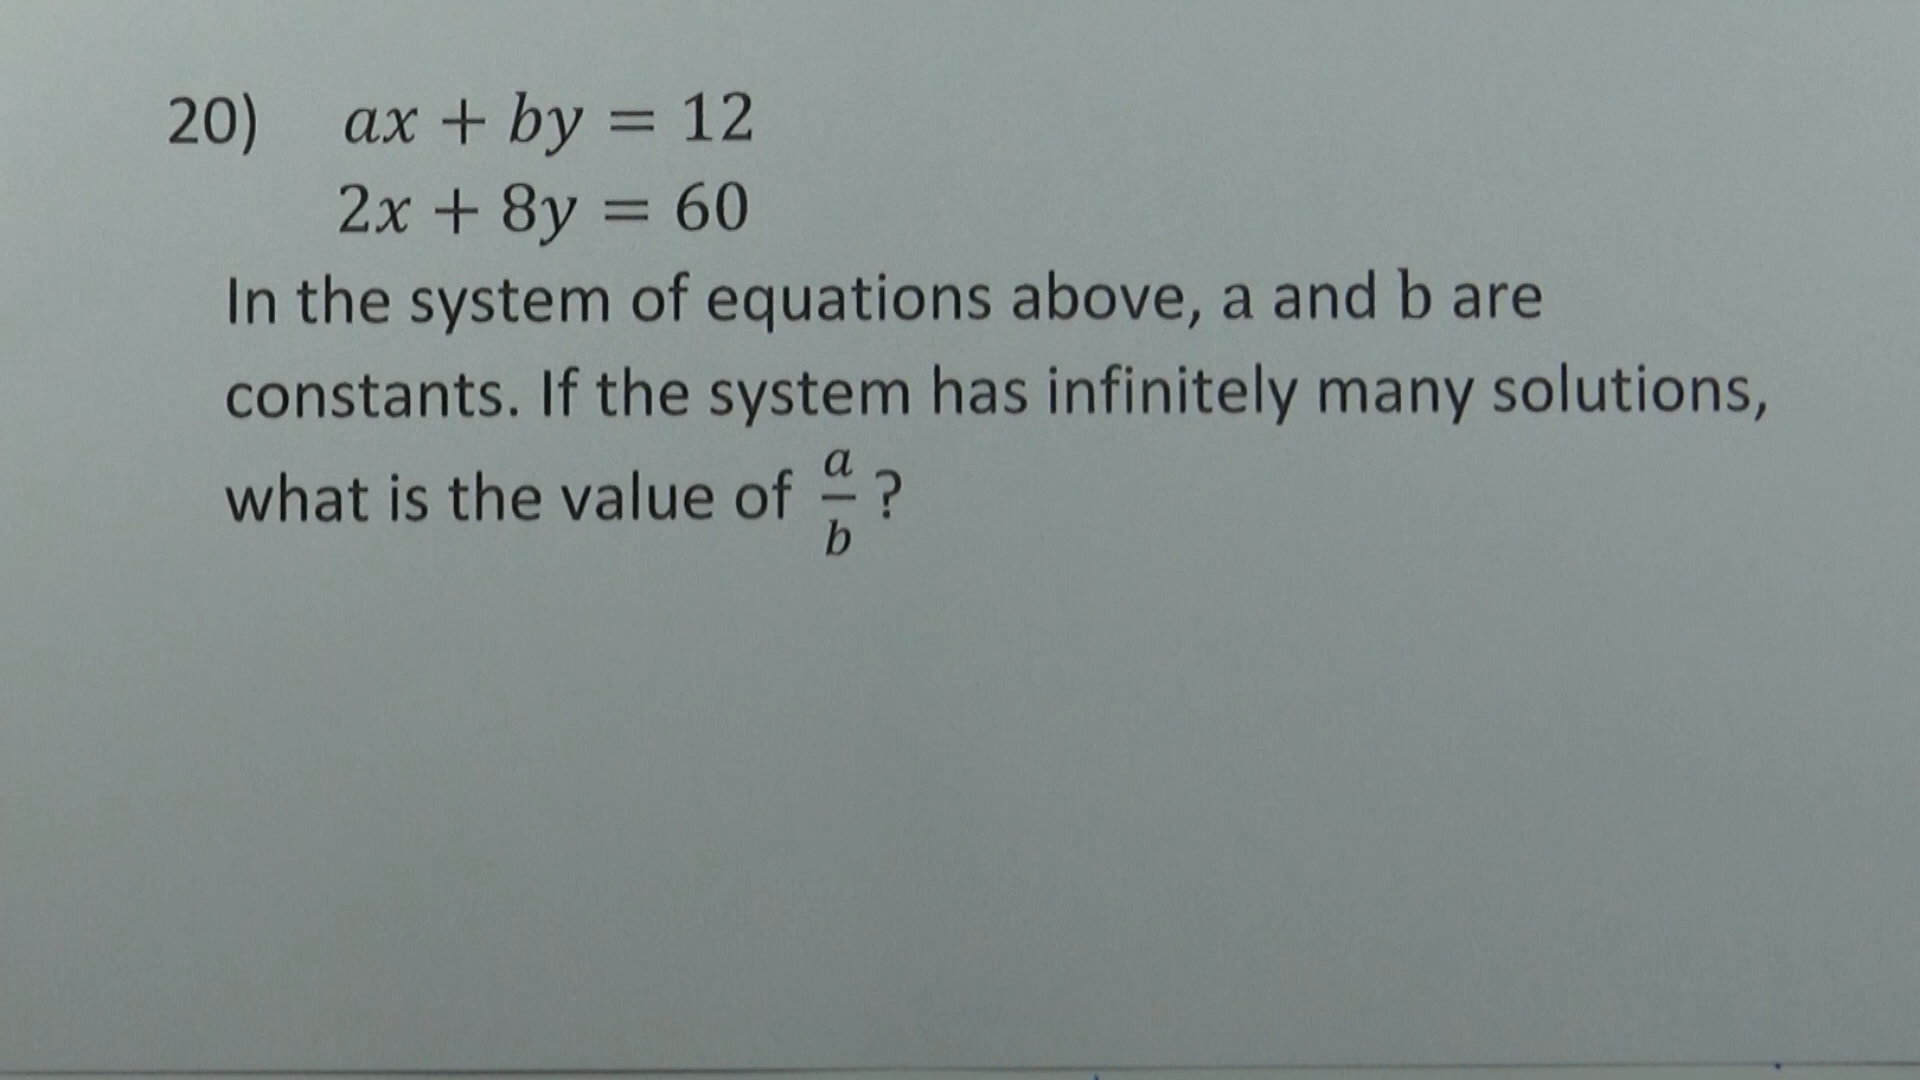 20) ax + by = 12
2x + 8y = 60
In the system of equations above, a and b are
constants. If the system has infinitely many solutions,
what is the value of a/b ?